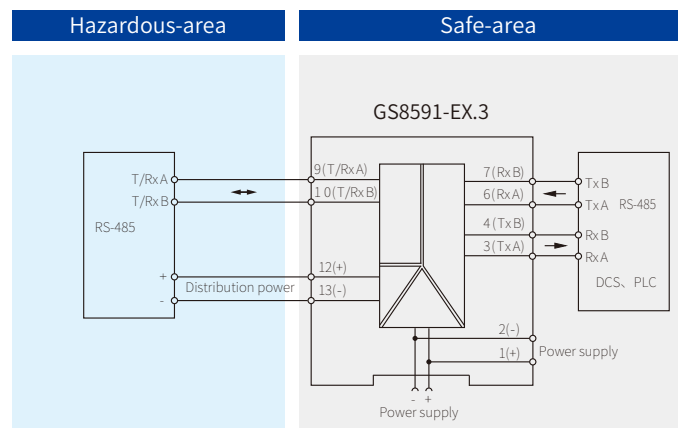 Hazardous-area
Safe-area
GS8591-EX.3
T/RxA
T/RxB
RS-485
+
Distribution power
-
9(T/RxA)
10(T/RxB)
12(+)
13(-)
7(RxB)
6(RxA)
4(TxB)
3(TxA)
2(-)
1(+)
TxB
TxA RS-485
RxB
RxA
DCS、PLC
Power supply
- +
Power supply